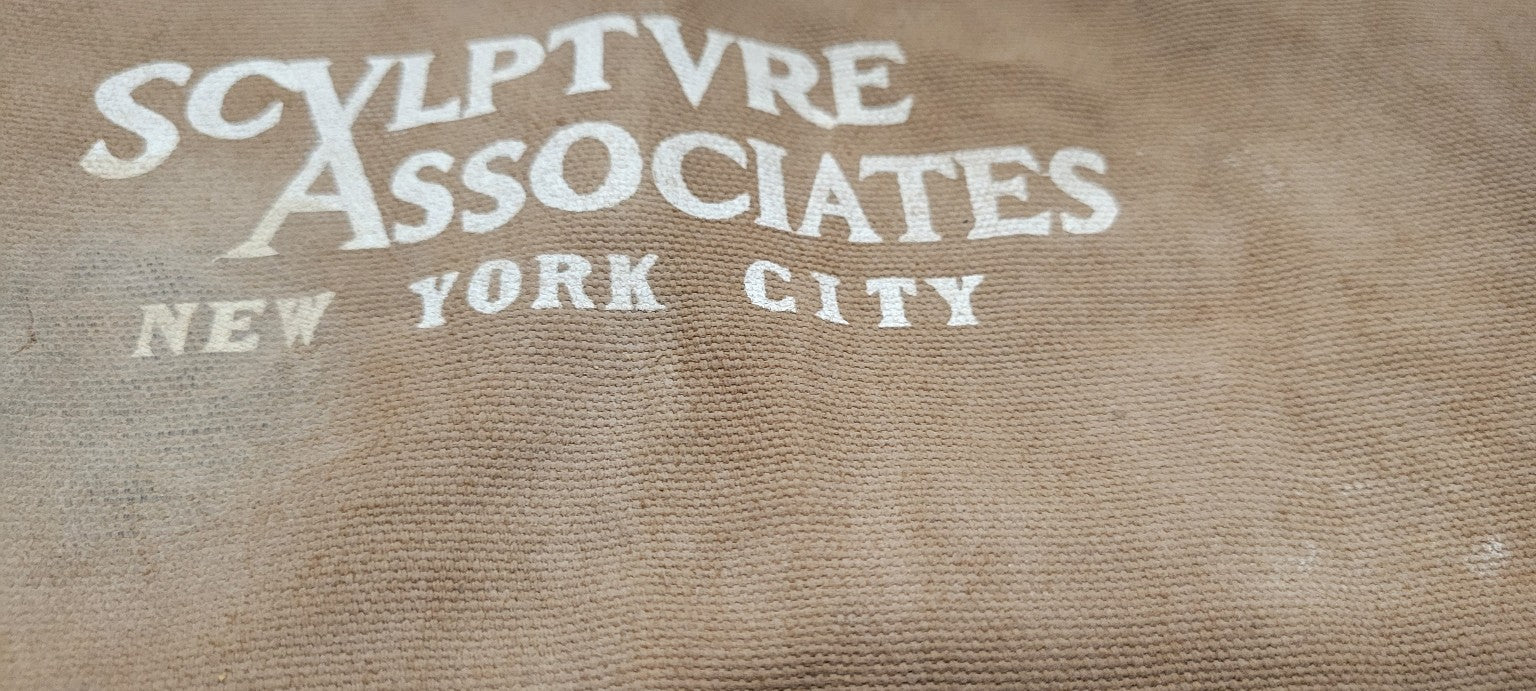 SCVLPTVRE
ASSOCIATES
NEW YORK CITY